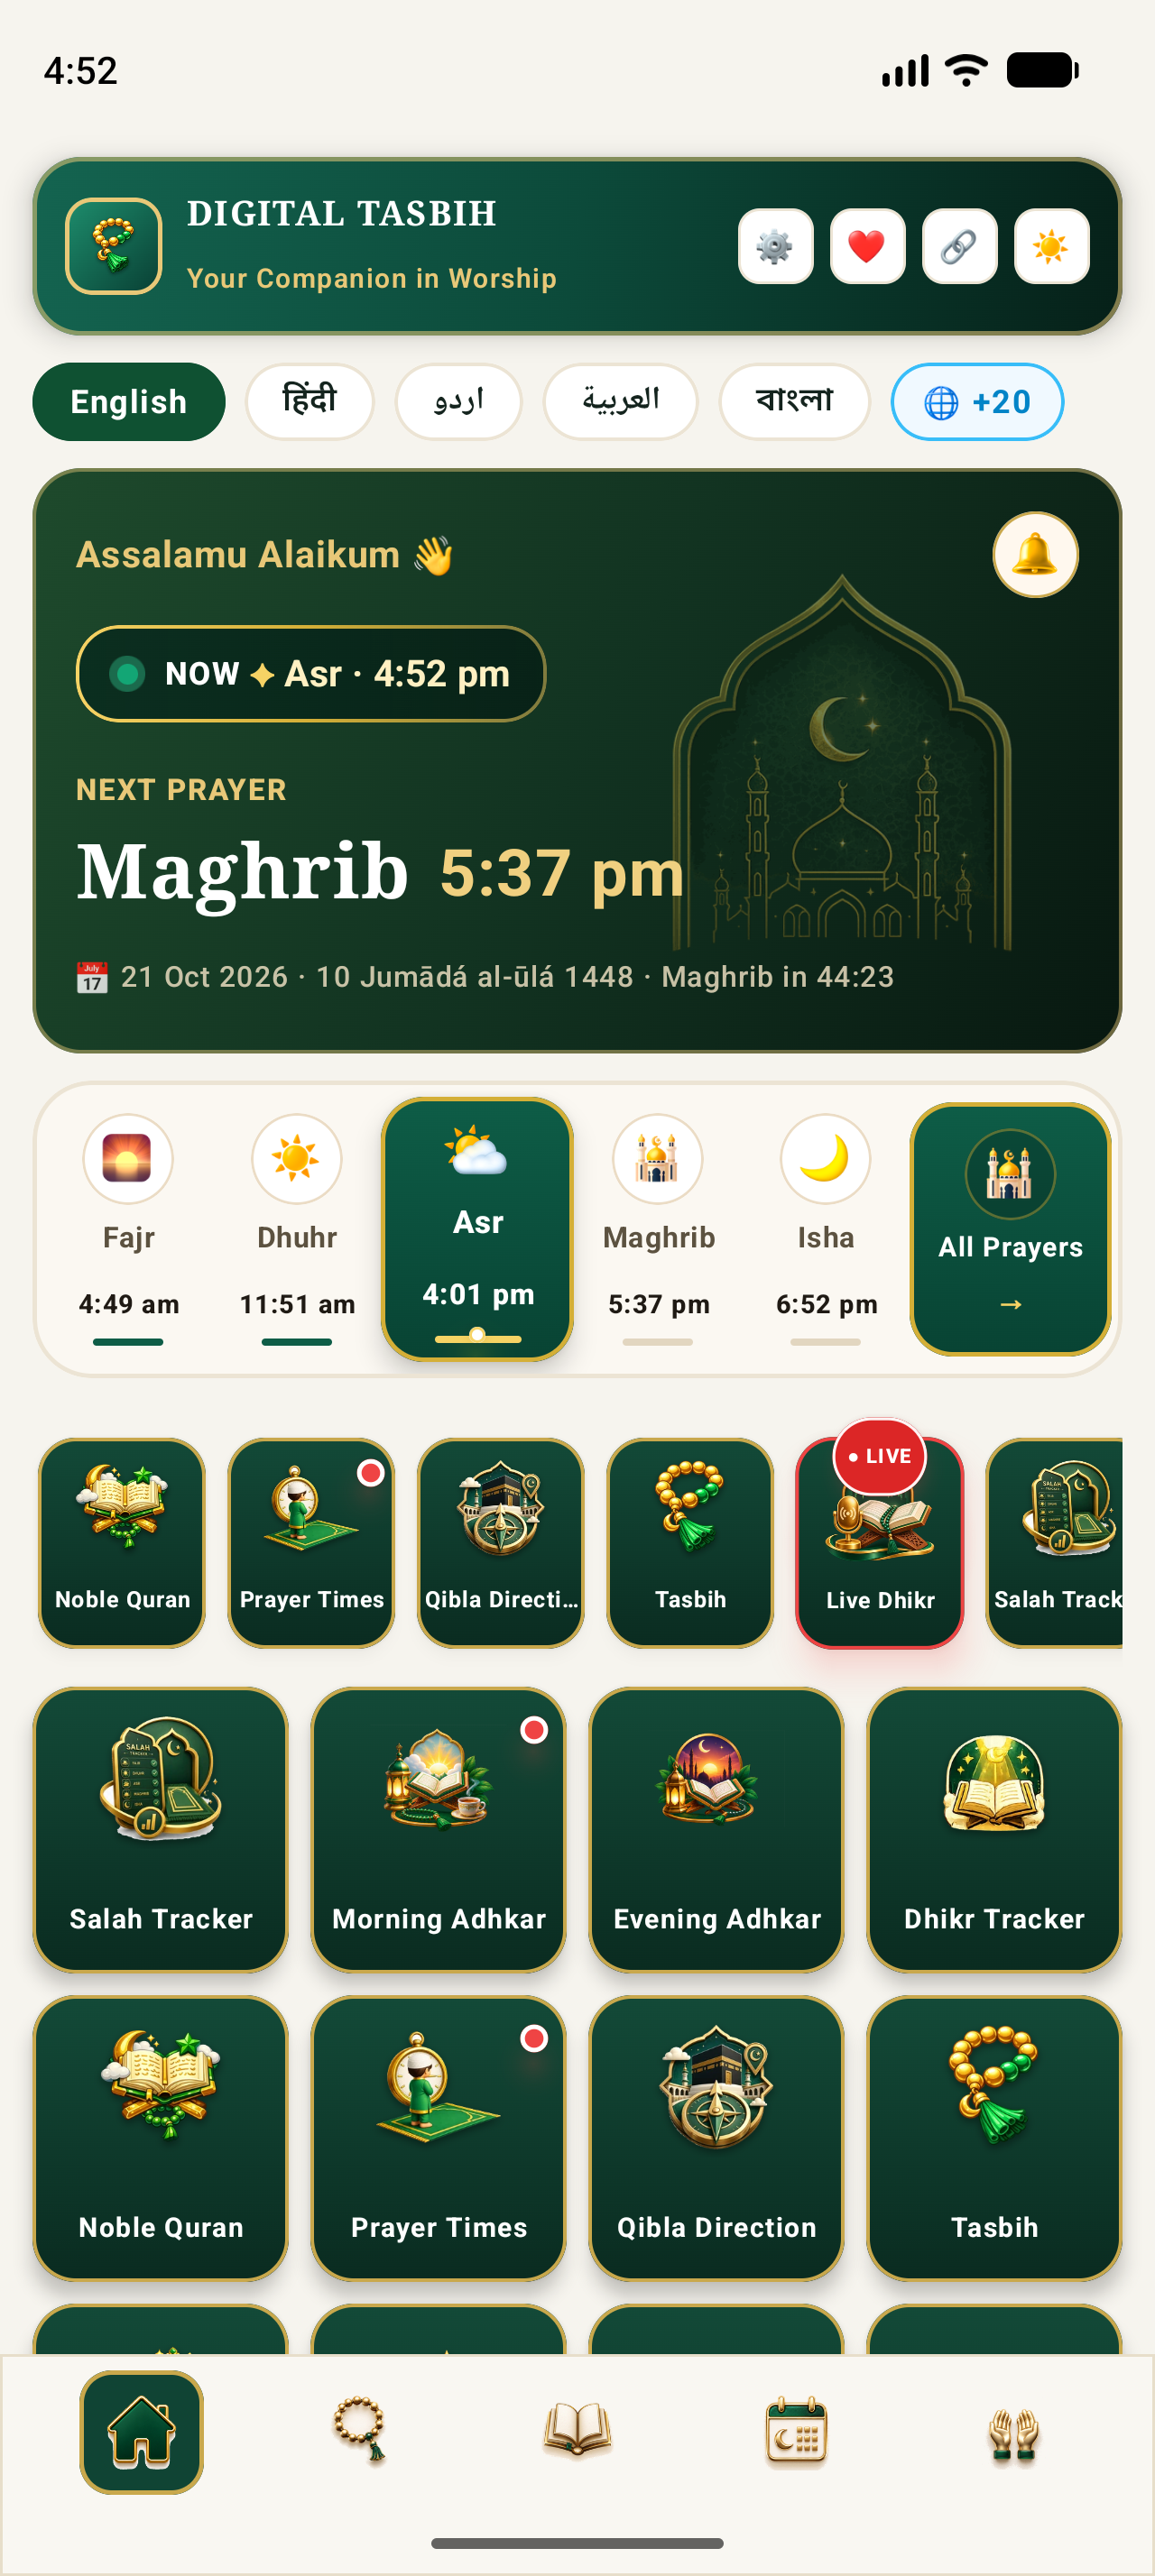 4:52
DIGITAL TASBIH
Your Companion in Worship
English
हिंदी
اردو
العربية
বাংলা
+20
Assalamu Alaikum
NOW ✦ Asr · 4:52 pm
NEXT PRAYER
Maghrib 5:37 pm
21 Oct 2026 · 10 Jumādá al-ūlá 1448 · Maghrib in 44:23
Fajr
4:49 am
Dhuhr
11:51 am
Asr
4:01 pm
Maghrib
5:37 pm
Isha
6:52 pm
All Prayers
→
Noble Quran
Prayer Times
Qibla Directi...
Tasbih
• LIVE
Live Dhikr
Salah Track
Salah Tracker
Morning Adhkar
Evening Adhkar
Dhikr Tracker
Noble Quran
Prayer Times
Qibla Direction
Tasbih